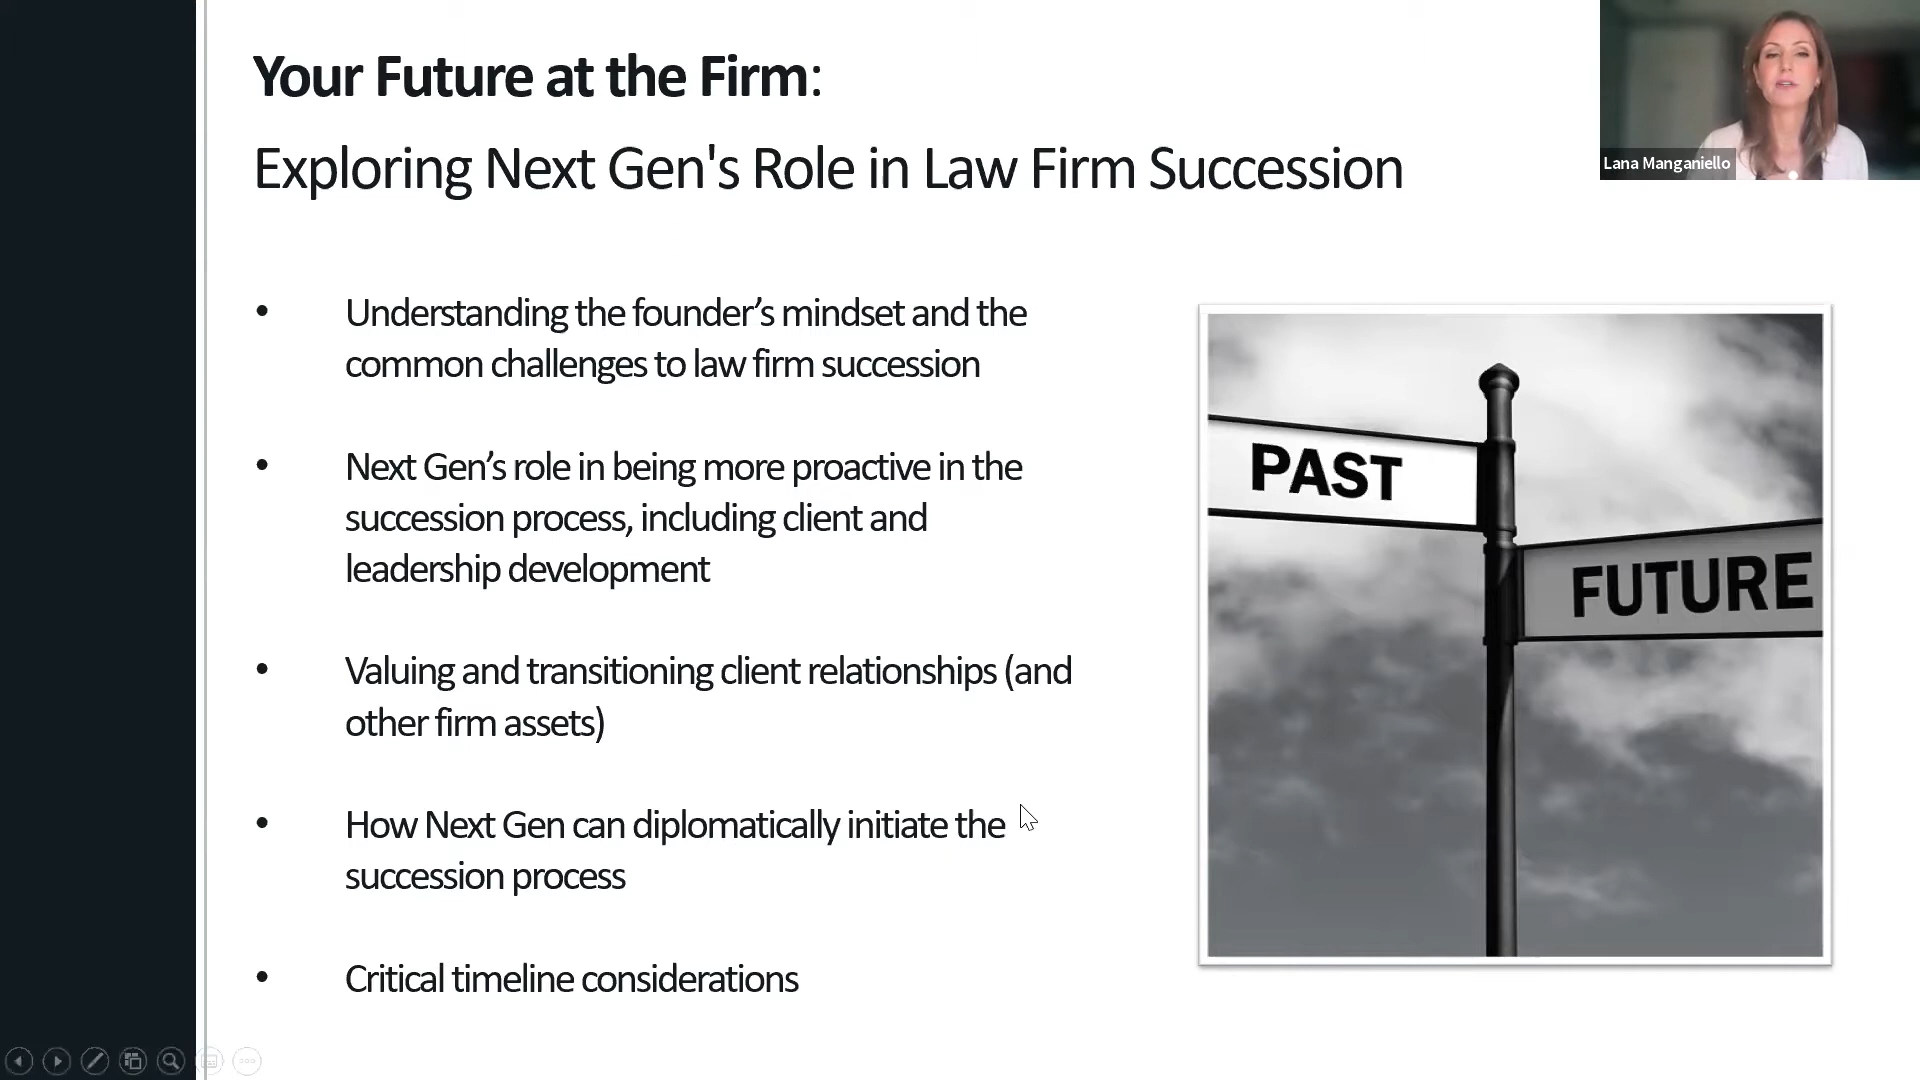 Your Future at the Firm:
Exploring Next Gen's Role in Law Firm Succession
Lana Manganiello
• Understanding the founder’s mindset and the
common challenges to law firm succession
• Next Gen’s role in being more proactive in the
succession process, including client and
leadership development
• Valuing and transitioning client relationships (and
other firm assets)
• How Next Gen can diplomatically initiate the
succession process
• Critical timeline considerations
PAST
FUTURE